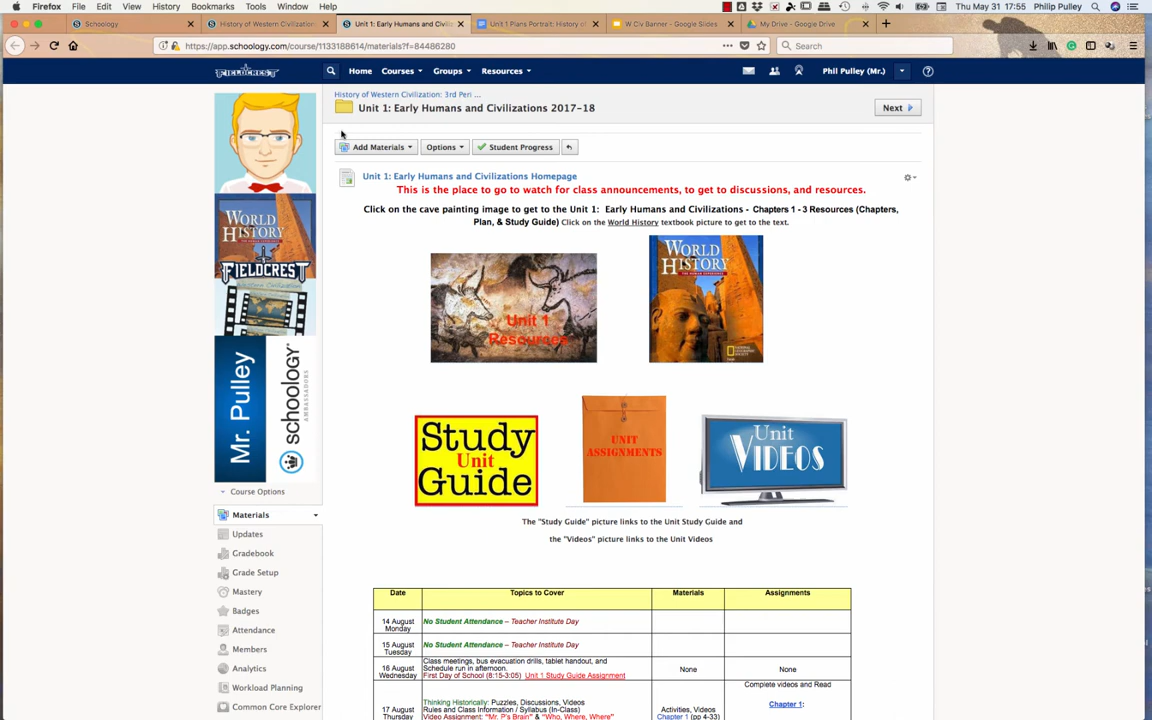 Firefox File Edit View History Bookmarks Tools Window Help Thu May 31 17:55 Philip Pulley
Schoology History of Western Civilization Unit 1: Early Humans and Civili Unit 1 Plans Portrait: History of W Civ Banner - Google Slides My Drive - Google Drive
https://app.schoology.com/course/1133188614/materials?f=84486280 Search
FIELDCREST Home Courses Groups Resources Phil Pulley (Mr.)
History of Western Civilization: 3rd Peri ...
Unit 1: Early Humans and Civilizations 2017-18 Next
Add Materials Options Student Progress
Unit 1: Early Humans and Civilizations Homepage
This is the place to go to watch for class announcements, to get to discussions, and resources.
Click on the cave painting image to get to the Unit 1: Early Humans and Civilizations - Chapters 1 - 3 Resources (Chapters,
Plan, & Study Guide) Click on the World History textbook picture to get to the text.
WORLD
HISTORY
FIELDCREST
WORLD
HISTORY
Unit 1
Resources
Mr. Pulley
schoology
AMBASSADORS
Study
Unit
Guide
UNIT
ASSIGNMENTS
Unit
VIDEOS
The "Study Guide" picture links to the Unit Study Guide and
the "Videos" picture links to the Unit Videos
Course Options
Materials
Updates
Gradebook
Grade Setup
Mastery
Badges
Attendance
Members
Analytics
Workload Planning
Common Core Explorer
Date Topics to Cover Materials Assignments
14 August
Monday
No Student Attendance – Teacher Institute Day
15 August
Tuesday
No Student Attendance – Teacher Institute Day
16 August
Wednesday
Class meetings, bus evacuation drills, tablet handout, and
Schedule run in afternoon.
First Day of School (8:15-3:05) Unit 1 Study Guide Assignment
None
None
17 August
Thursday
Thinking Historically: Puzzles, Discussions, Videos
Rules and Class Information / Syllabus (In-Class)
Video Assignment: "Mr. P's Brain" & "Who, Where, Where"
Activities, Videos
Chapter 1 (pp 4-33)
Complete videos and Read
Chapter 1: